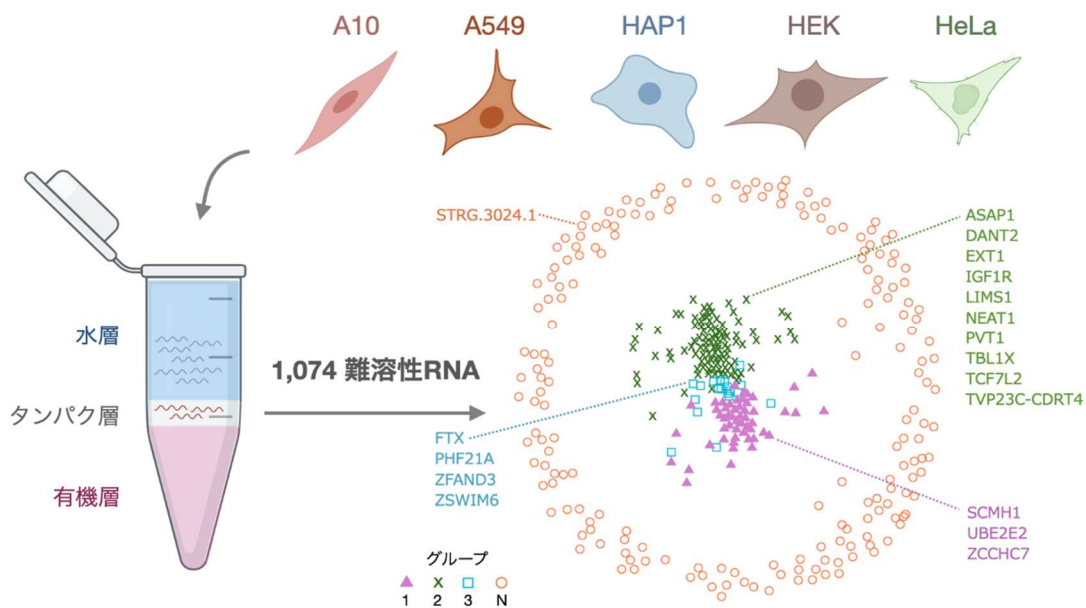 A10
A549
HAP1
HEK
HeLa
水層
タンパク層
有機層
1,074 難溶性RNA
STRG.3024.1
ASAP1
DANT2
EXT1
IGF1R
LIMS1
NEAT1
PVT1
TBL1X
TCF7L2
TVP23C-CDRT4
FTX
PHF21A
ZFAND3
ZSWIM6
SCMH1
UBE2E2
ZCCHC7
グループ
1 2 3 N